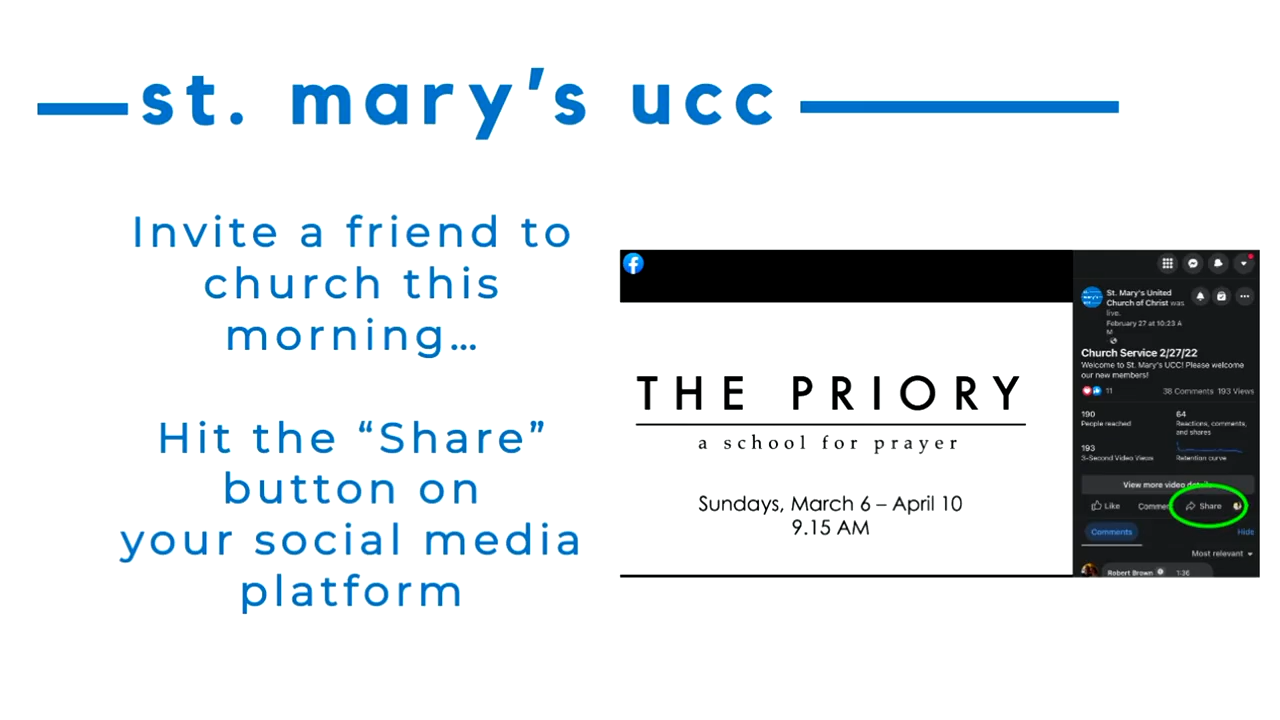 st. mary’s ucc
Invite a friend to
church this
morning…
Hit the “Share”
button on
your social media
platform
THE PRIORY
a school for prayer
Sundays, March 6 – April 10
9.15 AM
St. Mary's United
Church of Christ was
live.
February 27 at 10:23 A
M
Church Service 2/27/22
Welcome to St. Mary's UCC! Please welcome
our new members!
11 38 Comments 193 Views
190
People reached
64
Reactions, comments,
and shares
193
3-Second Video Views
Retention curve
View more video details
Like Comme Share
Comments Hide
Most relevant
Robert Brown 1:36